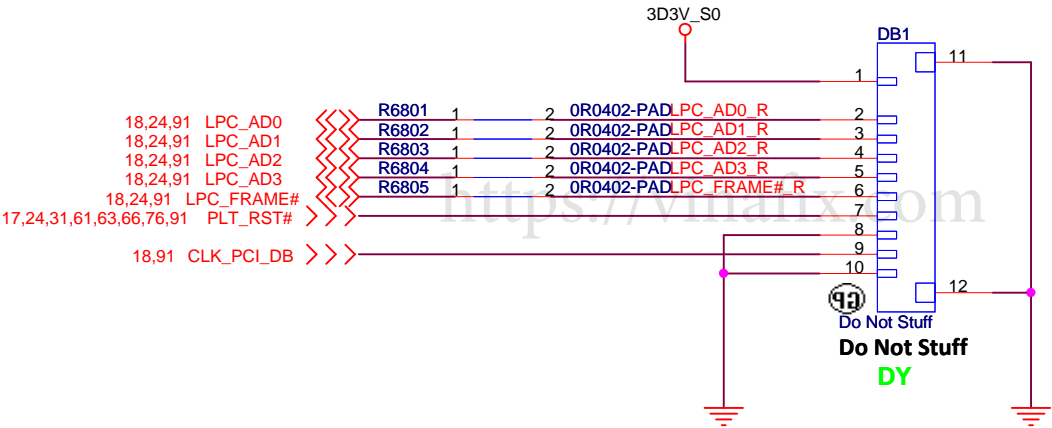 3D3V_S0
DB1
11
1
R6801 1 2 0R0402-PAD LPC_AD0_R 2
18,24,91 LPC_AD0
R6802 1 2 0R0402-PAD LPC_AD1_R 3
18,24,91 LPC_AD1
R6803 1 2 0R0402-PAD LPC_AD2_R 4
18,24,91 LPC_AD2
R6804 1 2 0R0402-PAD LPC_AD3_R 5
18,24,91 LPC_AD3
R6805 1 2 0R0402-PAD LPC_FRAME#_R 6
18,24,91 LPC_FRAME#
https://vinafix.com
17,24,31,61,63,66,76,91 PLT_RST# 7
8
18,91 CLK_PCI_DB 9
10
12
GP
Do Not Stuff
Do Not Stuff
DY